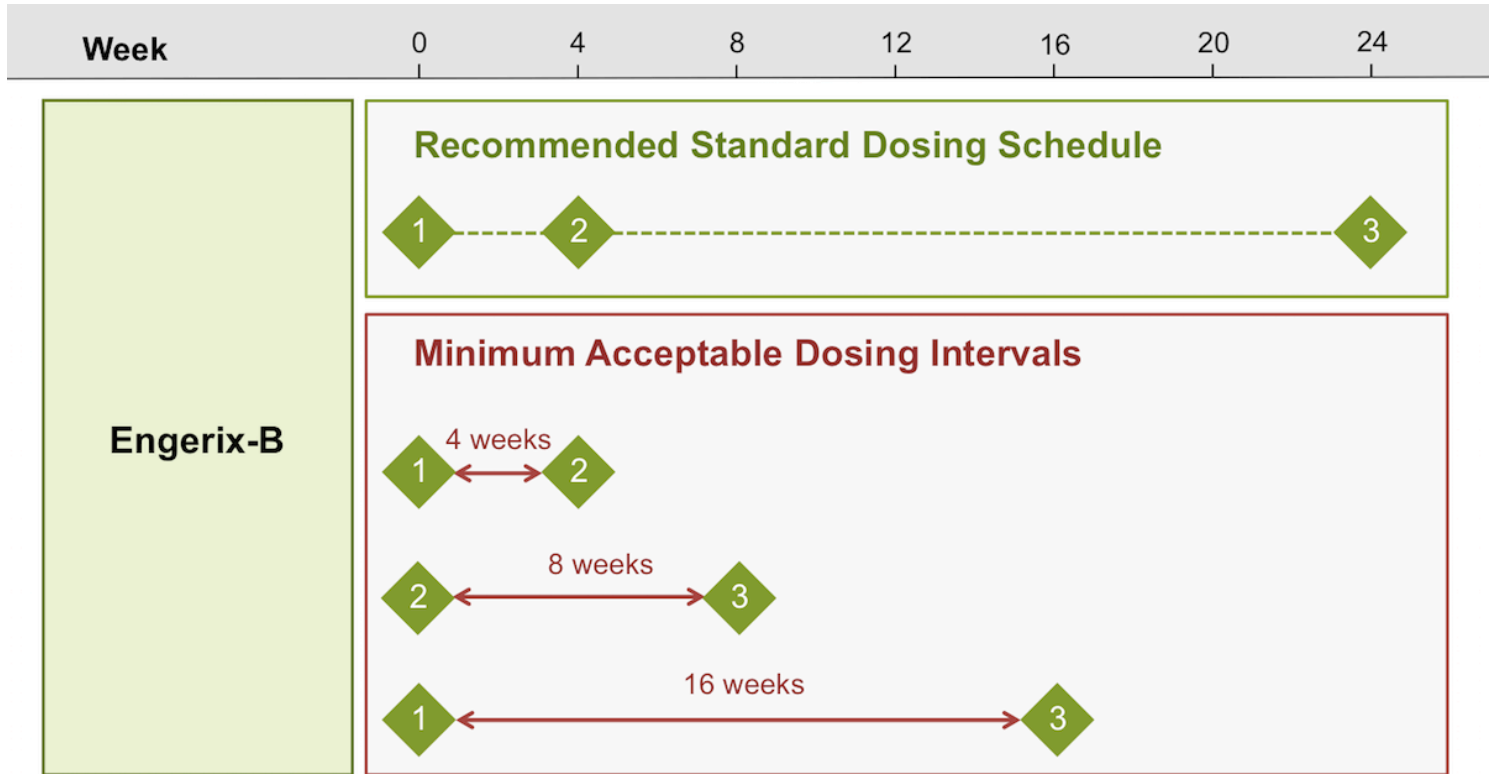 Week 0 4 8 12 16 20 24
Recommended Standard Dosing Schedule
1 2 3
Minimum Acceptable Dosing Intervals
Engerix-B
4 weeks
1 2
8 weeks
2 3
16 weeks
1 3